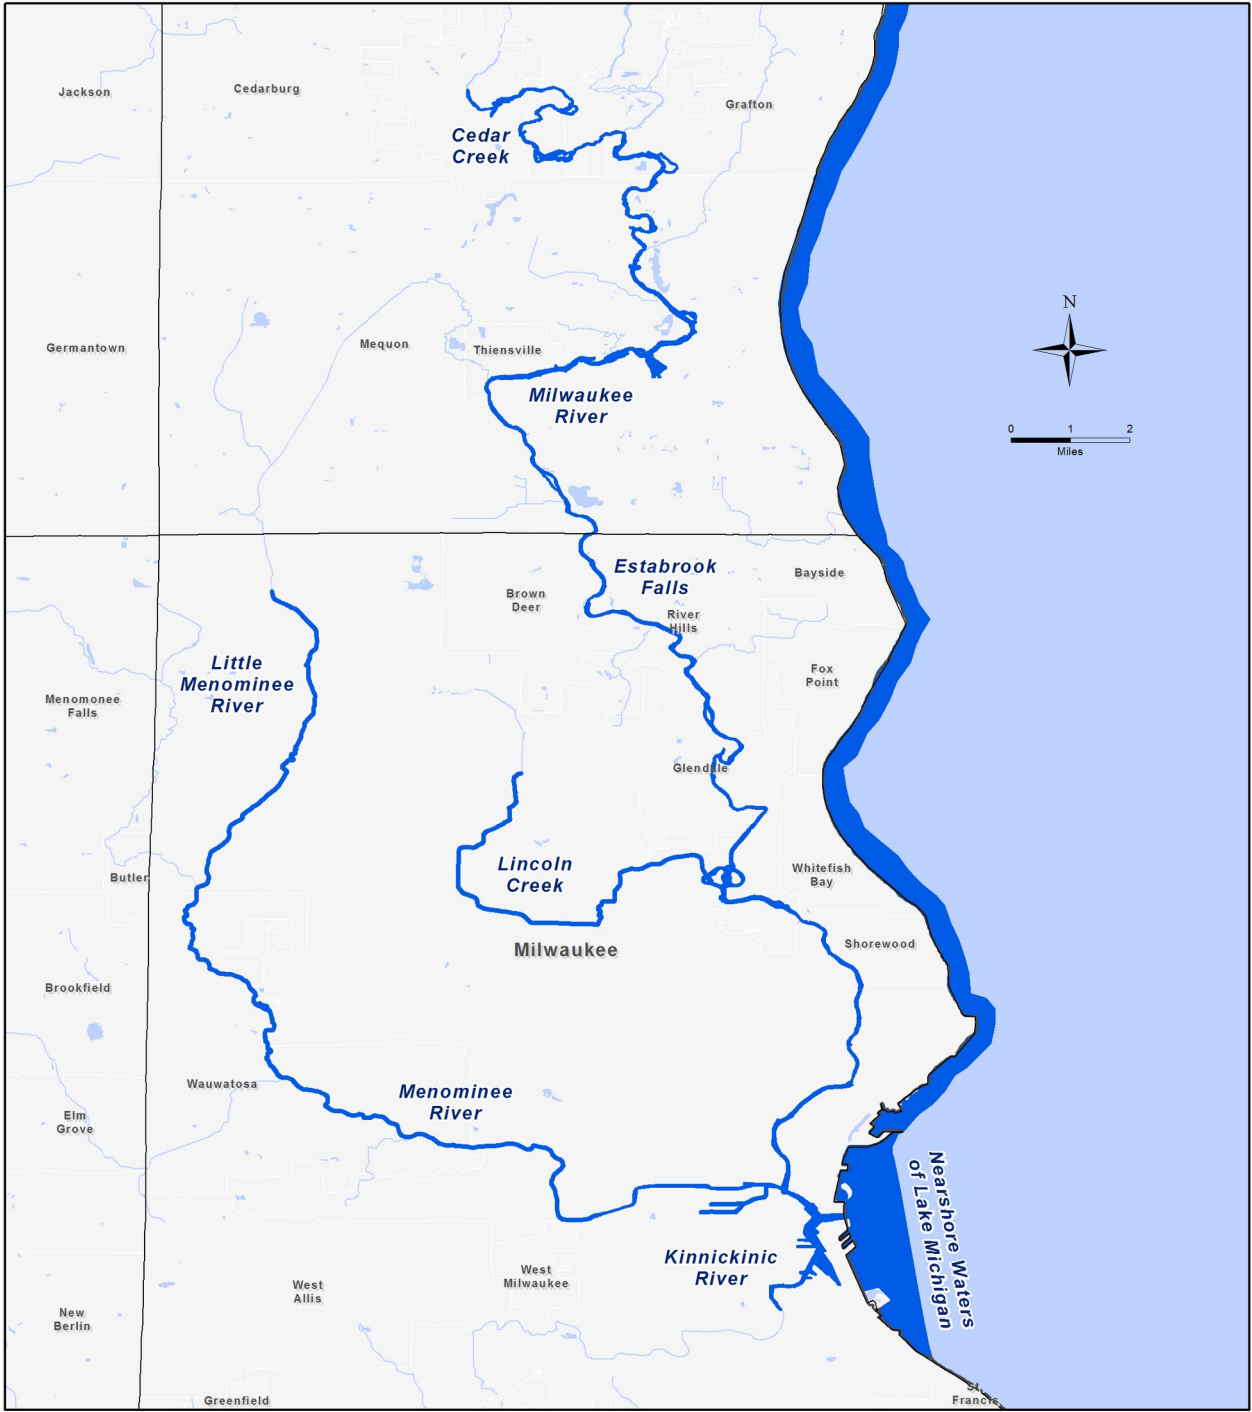 Jackson
Cedarburg
Grafton
Cedar
Creek
N
Germantown
Mequon
Thiensville
Milwaukee
River
0 1 2
Miles
Estabrook
Falls
Bayside
Brown
Deer
River
Hills
Little
Menominee
River
Fox
Point
Menomonee
Falls
Glendale
Lincoln
Creek
Whitefish
Bay
Butler
Milwaukee
Shorewood
Brookfield
Wauwatosa
Menominee
River
Elm
Grove
Nearshore Waters
of Lake Michigan
Kinnickinic
River
West
Milwaukee
West
Allis
New
Berlin
Greenfield
St.
Francis